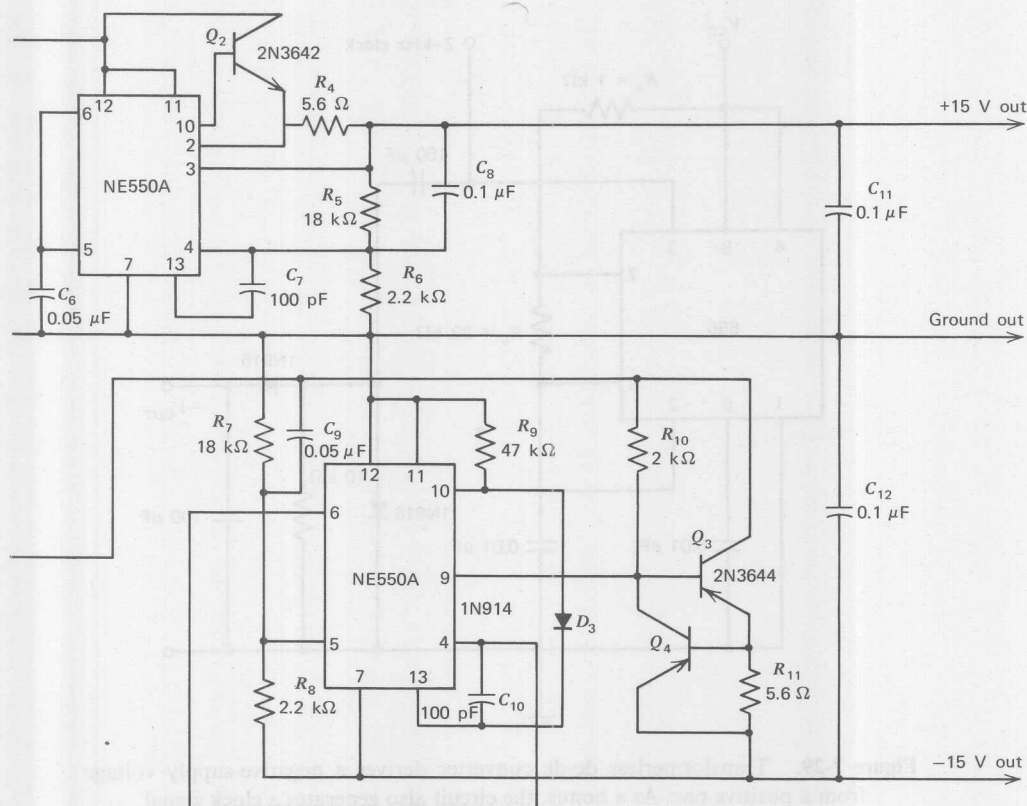 Q2
2N3642
R4
5.6 Ω
+15 V out
12
11
6
10
2
3
NE550A
C8
0.1 μF
R5
18 kΩ
C11
0.1 μF
5
4
7
13
C7
100 pF
R6
2.2 kΩ
C6
0.05 μF
Ground out
R7
18 kΩ
C9
0.05 μF
R9
47 kΩ
R10
2 kΩ
12
11
10
6
C12
0.1 μF
Q3
2N3644
NE550A
9
1N914
D3
5
4
Q4
R11
5.6 Ω
7
13
R8
2.2 kΩ
C10
100 pF
−15 V out